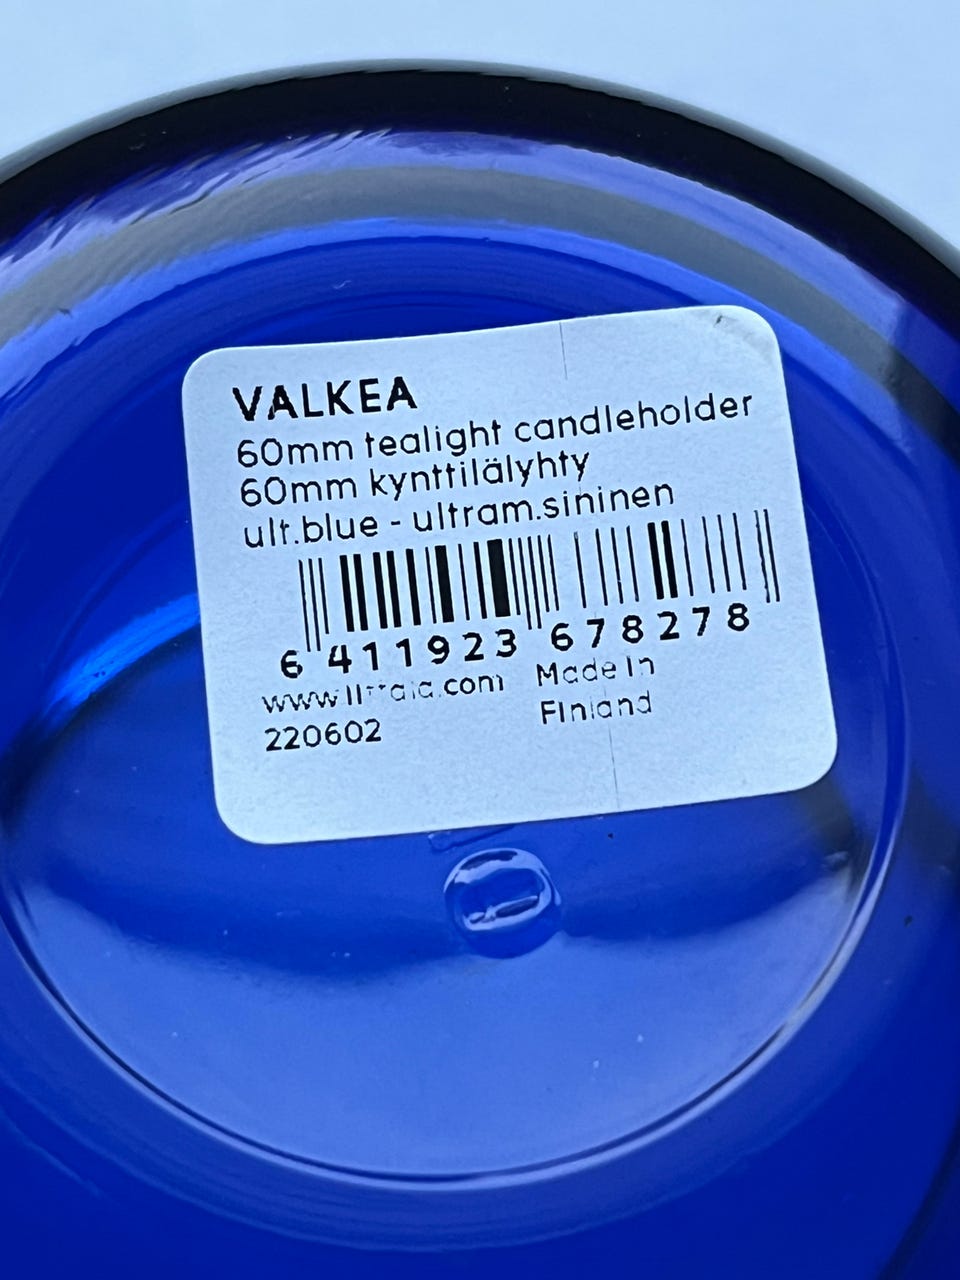 VALKEA
60mm tealight candleholder
60mm kynttilälyhty
ult.blue - ultram.sininen
6 411923 678278
Made in
Finland
220602